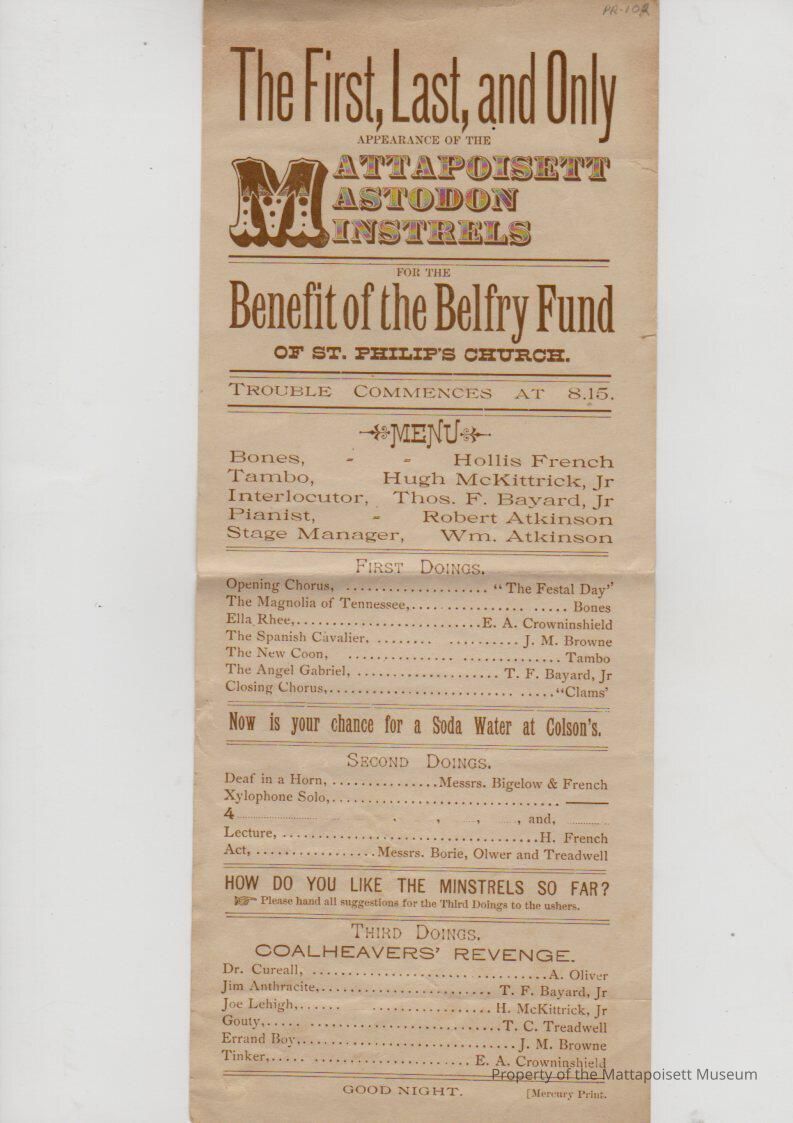 PR-102
The First, Last, and Only
APPEARANCE OF THE
MATTAPOISETT
MASTODON
MINSTRELS
FOR THE
Benefit of the Belfry Fund
OF ST. PHILIP'S CHURCH.
TROUBLE COMMENCES AT 8.15.
MENU
Bones, - - Hollis French
Tambo, Hugh McKittrick, Jr
Interlocutor, Thos. F. Bayard, Jr
Pianist, - Robert Atkinson
Stage Manager, Wm. Atkinson
FIRST DOINGS.
Opening Chorus, .................... "The Festal Day"
The Magnolia of Tennessee,................ ..... Bones
Ella Rhee,..........................E. A. Crowninshield
The Spanish Cavalier, ........ .......... J. M. Browne
The New Coon, ............... .............. Tambo
The Angel Gabriel, .................... T. F. Bayard, Jr
Closing Chorus,.......................... ....."Clams'
Now is your chance for a Soda Water at Colson's.
SECOND DOINGS.
Deaf in a Horn, ...............Messrs. Bigelow & French
Xylophone Solo,................................ ———
4 .................... , , , , and, ..........
Lecture, ....................................H. French
Act, ................Messrs. Borie, Olwer and Treadwell
HOW DO YOU LIKE THE MINSTRELS SO FAR?
☞ Please hand all suggestions for the Third Doings to the ushers.
THIRD DOINGS.
COALHEAVERS' REVENGE.
Dr. Cureall, ...................................A. Oliver
Jim Anthracite,......................... T. F. Bayard, Jr
Joe Lehigh,...... ................. H. McKittrick, Jr
Gouty,..... ...........................T. C. Treadwell
Errand Boy,................................J. M. Browne
Tinker,..... ....................... E. A. Crowninshield
Property of the Mattapoisett Museum
GOOD NIGHT. [Mercury Print.